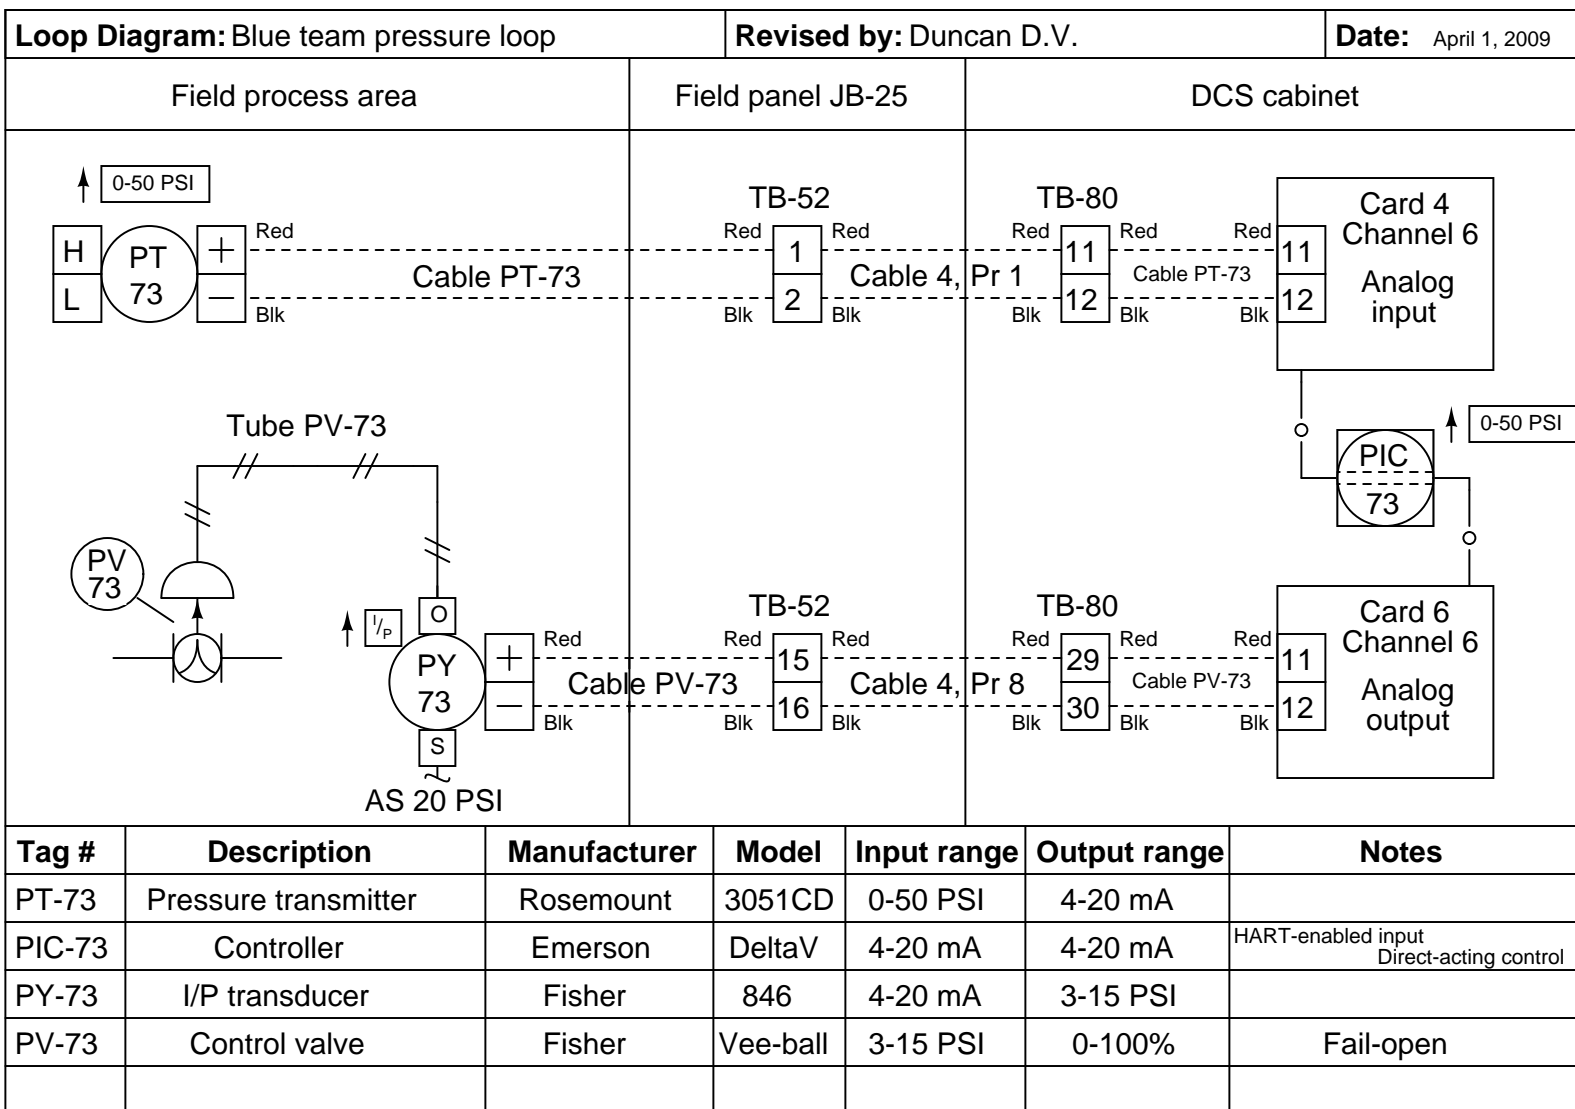 Loop Diagram: Blue team pressure loop Revised by: Duncan D.V. Date: April 1, 2009
Field process area Field panel JB-25 DCS cabinet
0-50 PSI
TB-52 TB-80 Card 4
Channel 6
Analog
input
H L PT 73 + — Red Blk
Cable PT-73
Red Blk 1 2 Red Blk
Cable 4, Pr 1
Red Blk 11 12 Red Blk
Cable PT-73
Red Blk 11 12
Tube PV-73
0-50 PSI
PIC
73
PV
73
TB-52 TB-80 Card 6
Channel 6
Analog
output
I/P O
PY
73
S
AS 20 PSI
+ — Red Blk
Cable PV-73
Red Blk 15 16 Red Blk
Cable 4, Pr 8
Red Blk 29 30 Red Blk
Cable PV-73
Red Blk 11 12
Tag # Description Manufacturer Model Input range Output range Notes
PT-73 Pressure transmitter Rosemount 3051CD 0-50 PSI 4-20 mA
PIC-73 Controller Emerson DeltaV 4-20 mA 4-20 mA HART-enabled input
Direct-acting control
PY-73 I/P transducer Fisher 846 4-20 mA 3-15 PSI
PV-73 Control valve Fisher Vee-ball 3-15 PSI 0-100% Fail-open